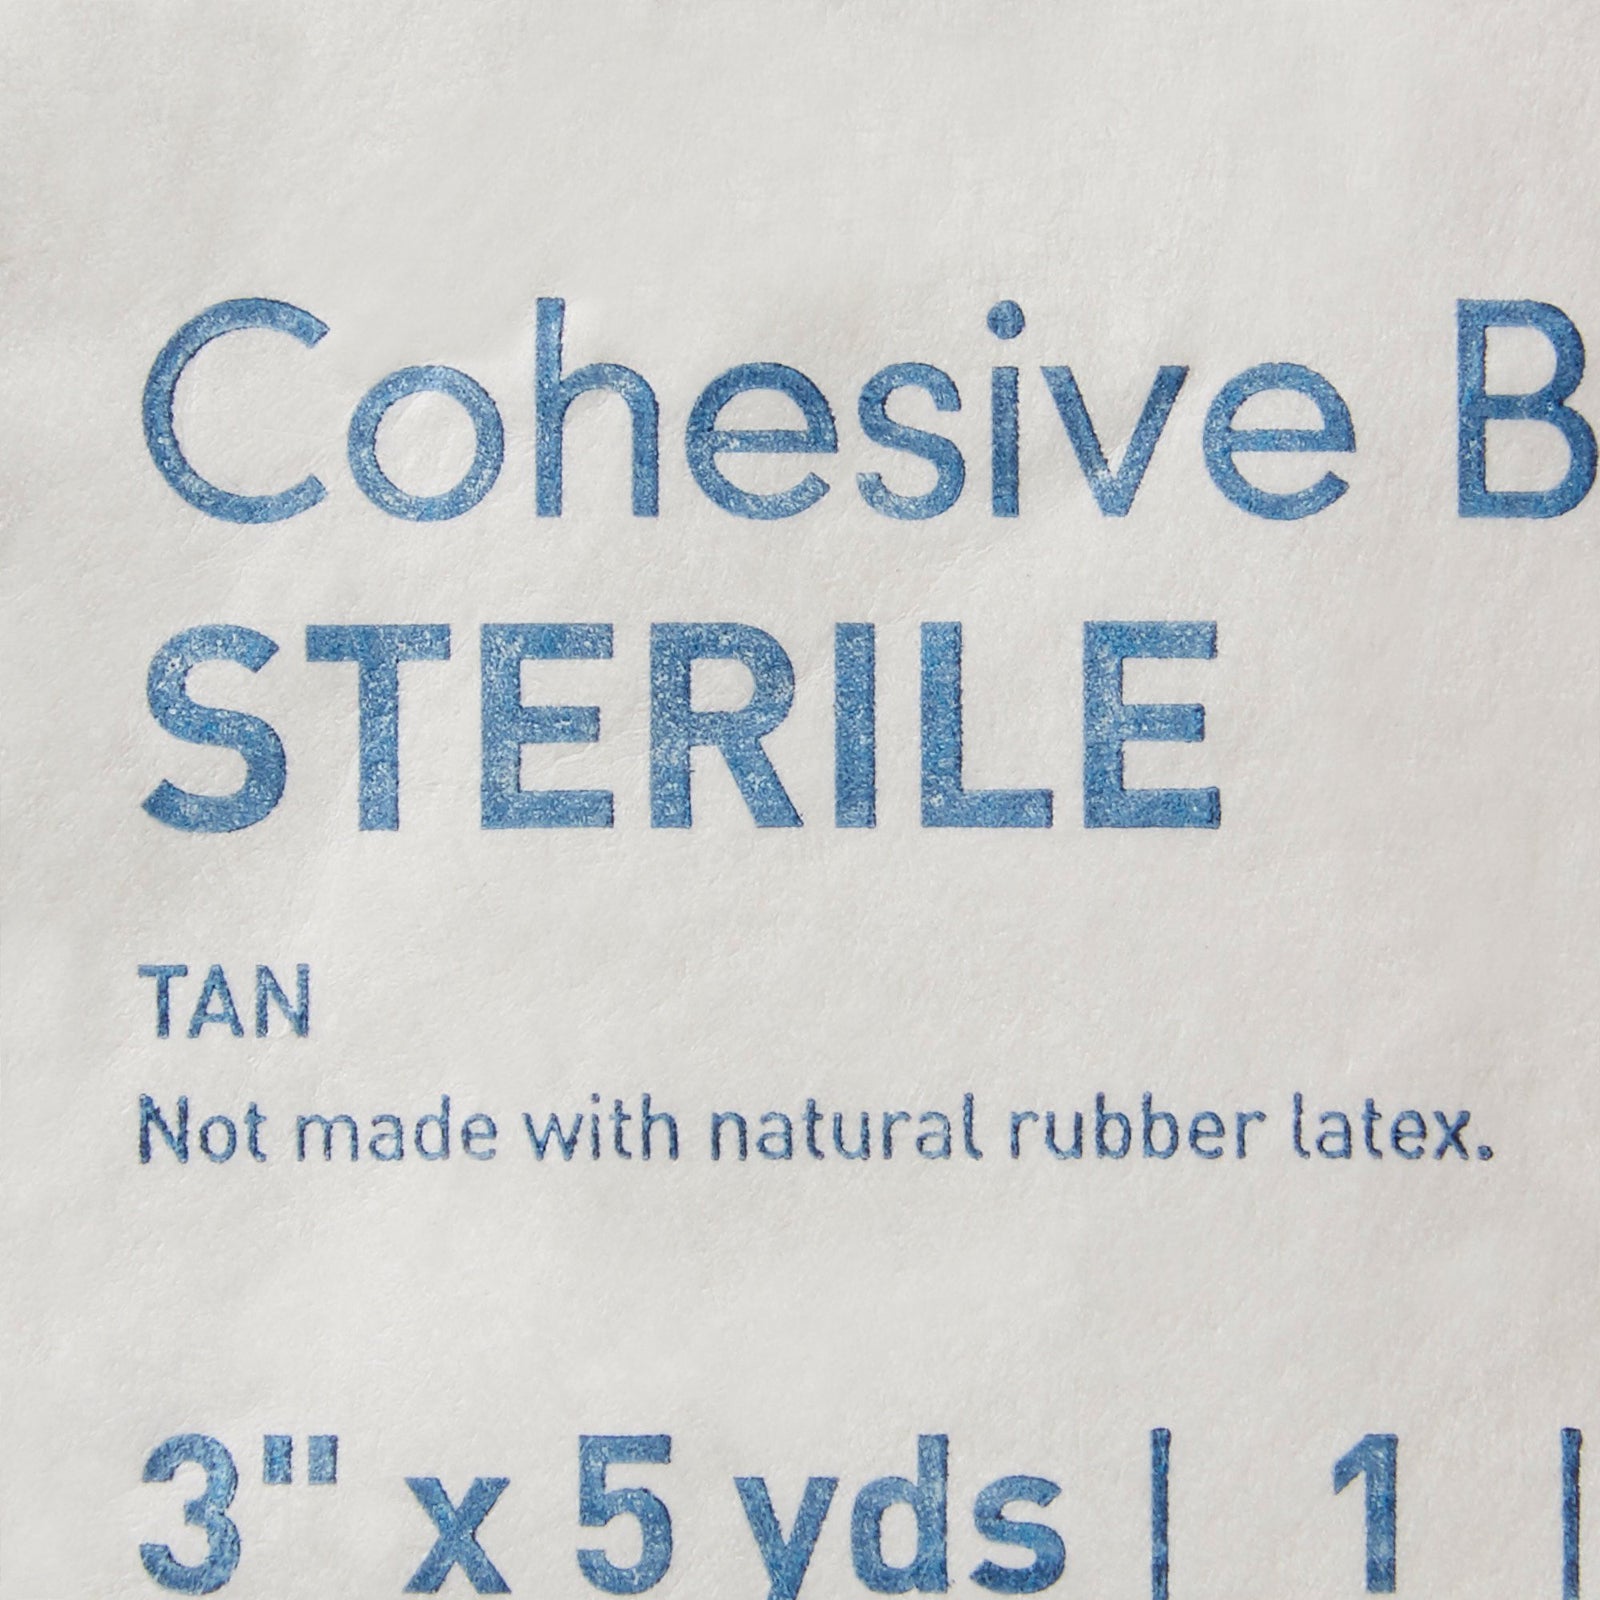 Cohesive B
STERILE
TAN
Not made with natural rubber latex.
3" x 5 yds | 1 |